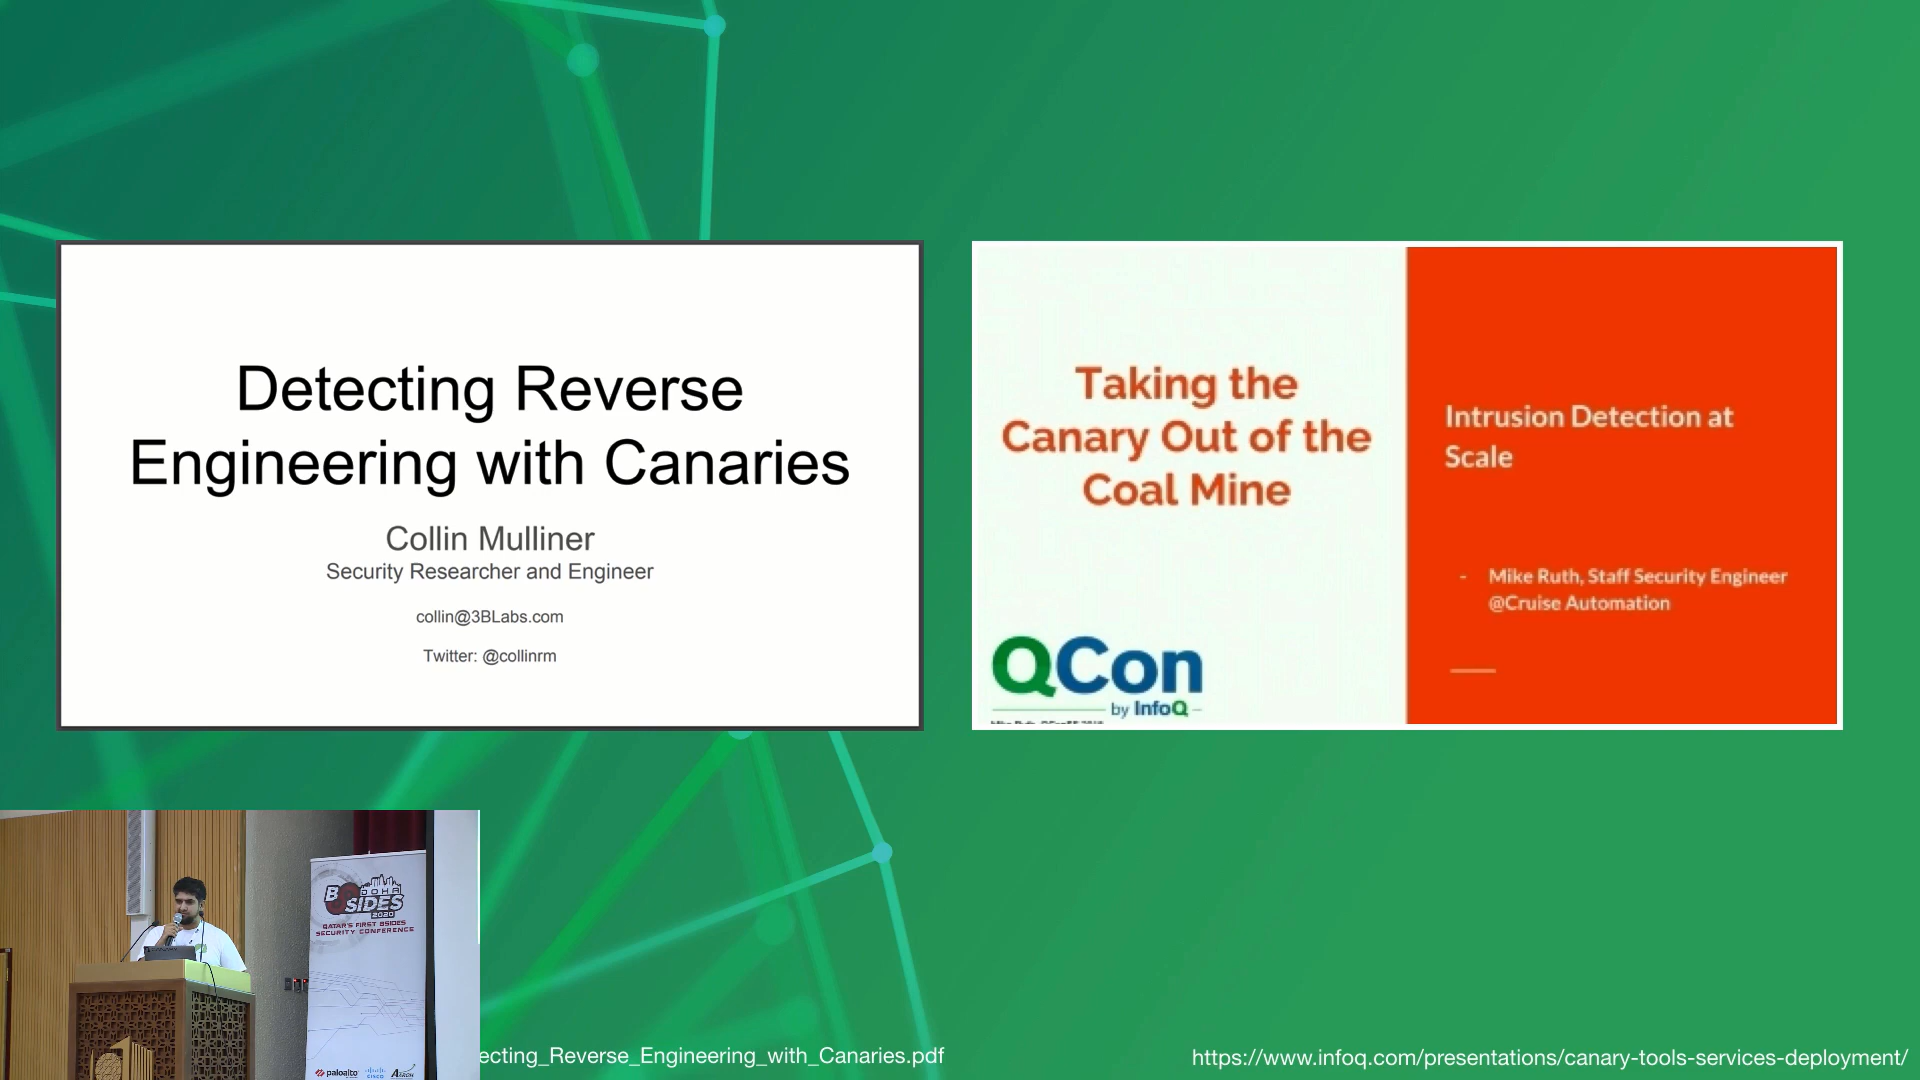 Detecting Reverse
Engineering with Canaries
Collin Mulliner
Security Researcher and Engineer
collin@3BLabs.com
Twitter: @collinrm
Taking the
Canary Out of the
Coal Mine
QCon
by InfoQ
Intrusion Detection at
Scale
- Mike Ruth, Staff Security Engineer
@Cruise Automation
BSIDES
DOHA
2020
QATAR'S FIRST BSIDES
SECURITY CONFERENCE
paloalto
CISCO
ecting_Reverse_Engineering_with_Canaries.pdf
https://www.infoq.com/presentations/canary-tools-services-deployment/